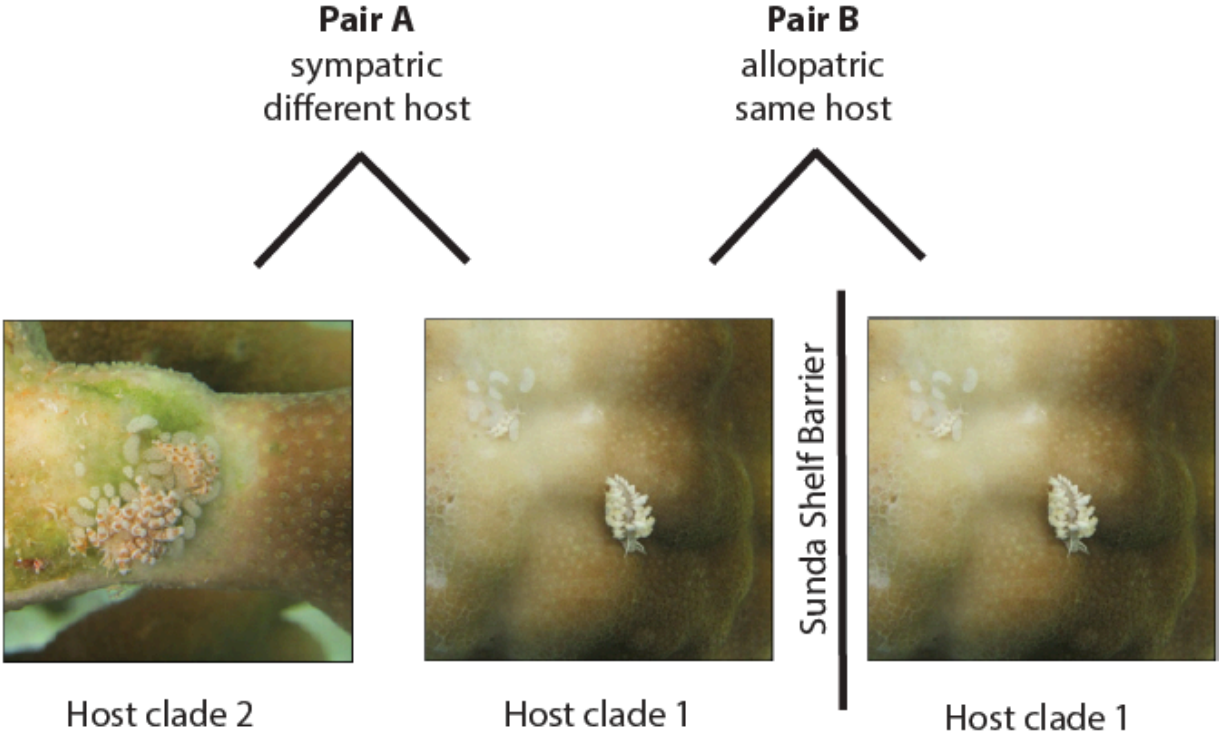 Pair A
sympatric
different host
Pair B
allopatric
same host
Sunda Shelf Barrier
Host clade 2
Host clade 1
Host clade 1